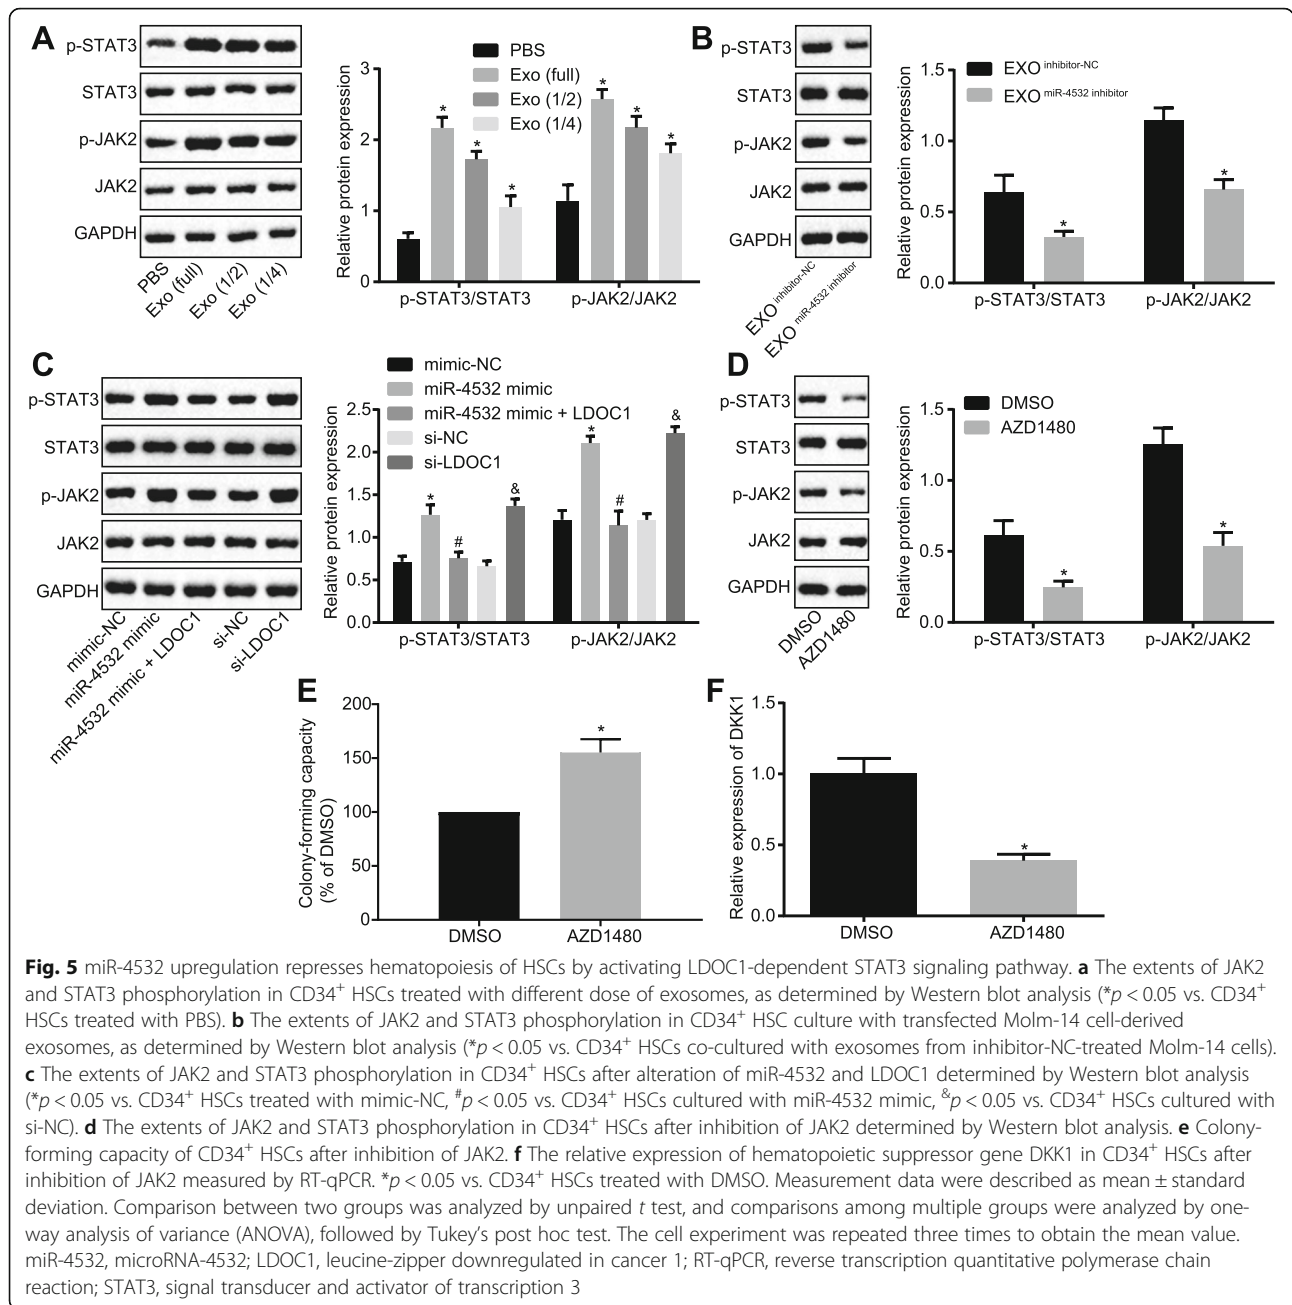 A
p-STAT3
STAT3
p-JAK2
JAK2
GAPDH
PBS
Exo (full)
Exo (1/2)
Exo (1/4)
Relative protein expression
3
2
1
0
PBS
Exo (full)
Exo (1/2)
Exo (1/4)
* * * * * *
p-STAT3/STAT3
p-JAK2/JAK2
B
p-STAT3
STAT3
p-JAK2
JAK2
GAPDH
EXO inhibitor-NC
EXO miR-4532 inhibitor
Relative protein expression
1.5
1.0
0.5
0.0
EXO inhibitor-NC
EXO miR-4532 inhibitor
* *
p-STAT3/STAT3
p-JAK2/JAK2
C
p-STAT3
STAT3
p-JAK2
JAK2
GAPDH
mimic-NC
miR-4532 mimic
miR-4532 mimic + LDOC1
si-NC
si-LDOC1
mimic-NC
miR-4532 mimic
miR-4532 mimic + LDOC1
si-NC
si-LDOC1
Relative protein expression
2.5
2.0
1.5
1.0
0.5
0.0
* # & * # &
p-STAT3/STAT3
p-JAK2/JAK2
D
p-STAT3
STAT3
p-JAK2
JAK2
GAPDH
DMSO
AZD1480
Relative protein expression
1.5
1.0
0.5
0.0
DMSO
AZD1480
* *
p-STAT3/STAT3
p-JAK2/JAK2
E
Colony-forming capacity
(% of DMSO)
200
150
100
50
0
*
DMSO
AZD1480
F
Relative expression of DKK1
1.5
1.0
0.5
0.0
*
DMSO
AZD1480
Fig. 5 miR-4532 upregulation represses hematopoiesis of HSCs by activating LDOC1-dependent STAT3 signaling pathway. a The extents of JAK2
and STAT3 phosphorylation in CD34⁺ HSCs treated with different dose of exosomes, as determined by Western blot analysis (*p < 0.05 vs. CD34⁺
HSCs treated with PBS). b The extents of JAK2 and STAT3 phosphorylation in CD34⁺ HSC culture with transfected Molm-14 cell-derived
exosomes, as determined by Western blot analysis (*p < 0.05 vs. CD34⁺ HSCs co-cultured with exosomes from inhibitor-NC-treated Molm-14 cells).
c The extents of JAK2 and STAT3 phosphorylation in CD34⁺ HSCs after alteration of miR-4532 and LDOC1 determined by Western blot analysis
(*p < 0.05 vs. CD34⁺ HSCs treated with mimic-NC, #p < 0.05 vs. CD34⁺ HSCs cultured with miR-4532 mimic, &p < 0.05 vs. CD34⁺ HSCs cultured with
si-NC). d The extents of JAK2 and STAT3 phosphorylation in CD34⁺ HSCs after inhibition of JAK2 determined by Western blot analysis. e Colony-
forming capacity of CD34⁺ HSCs after inhibition of JAK2. f The relative expression of hematopoietic suppressor gene DKK1 in CD34⁺ HSCs after
inhibition of JAK2 measured by RT-qPCR. *p < 0.05 vs. CD34⁺ HSCs treated with DMSO. Measurement data were described as mean ± standard
deviation. Comparison between two groups was analyzed by unpaired t test, and comparisons among multiple groups were analyzed by one-
way analysis of variance (ANOVA), followed by Tukey's post hoc test. The cell experiment was repeated three times to obtain the mean value.
miR-4532, microRNA-4532; LDOC1, leucine-zipper downregulated in cancer 1; RT-qPCR, reverse transcription quantitative polymerase chain
reaction; STAT3, signal transducer and activator of transcription 3